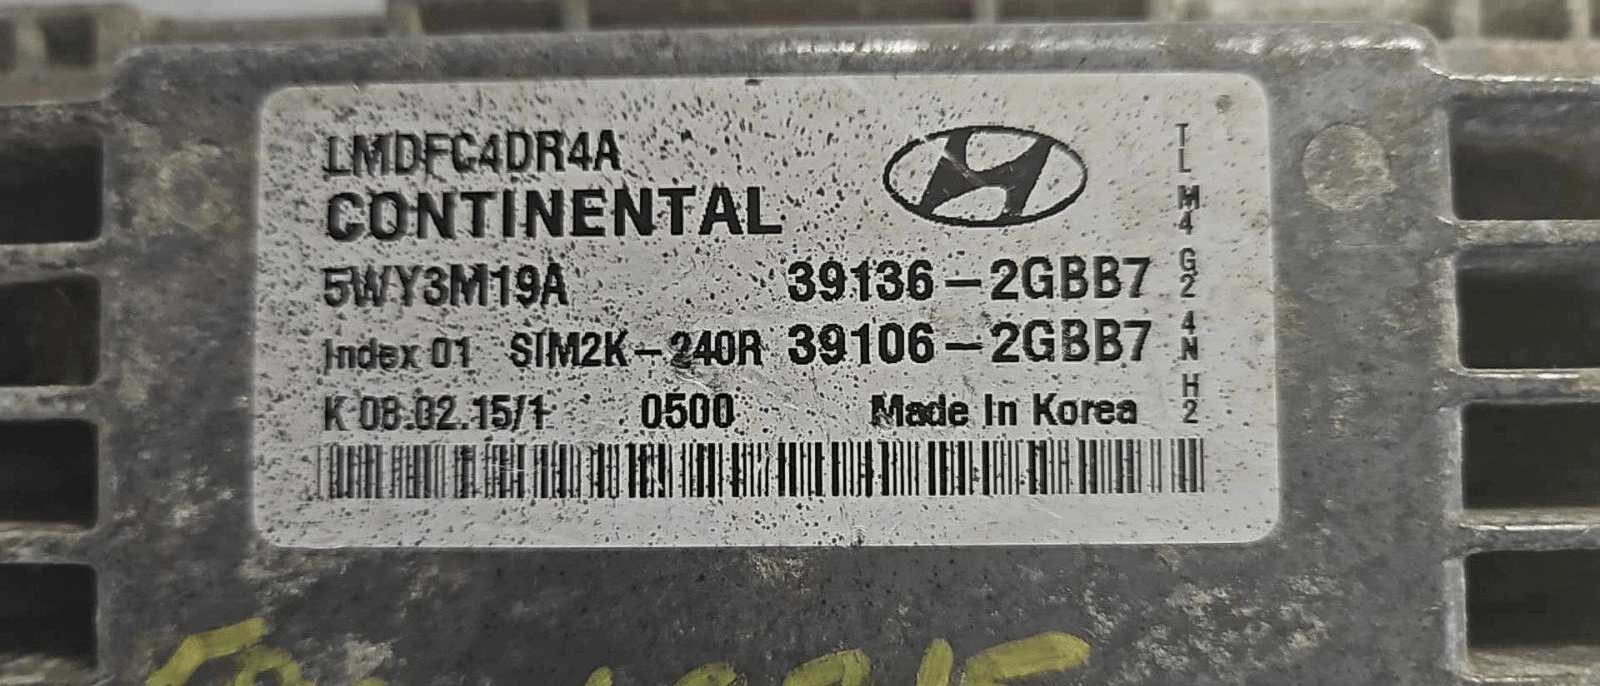 LMDFC4DR4A
CONTINENTAL
5WY3M19A 39136-2GBB7
Index 01 SIM2K-240R 39106-2GBB7
K 08.02.15/1 0500 Made In Korea
TL M4 G2 4N H2